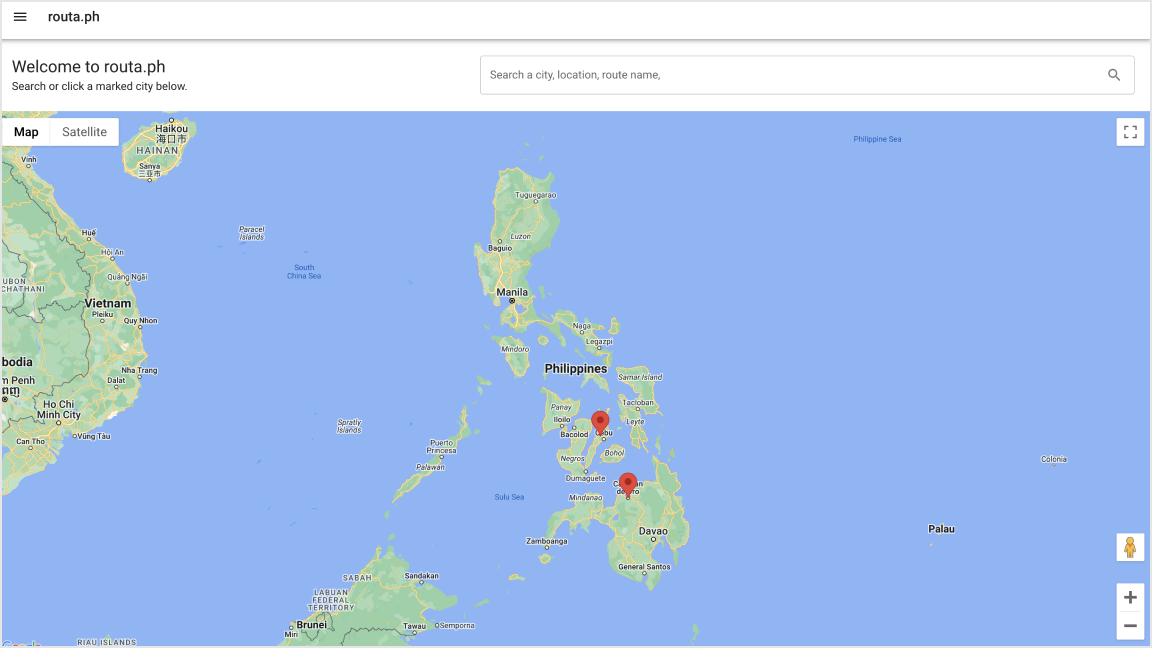 routa.ph
Welcome to routa.ph
Search or click a marked city below.
Search a city, location, route name,
Map
Satellite
Haikou
海口市
HAINAN
Sanya
三亚市
Philippine Sea
Vinh
Tuguegarao
Paracel
Islands
Huế
Luzon
Baguio
Hội An
South
China Sea
Quảng Ngãi
UBON
CHATHANI
Manila
Vietnam
Pleiku
Quy Nhon
Naga
Legazpi
Mindoro
bodia
Philippines
Nha Trang
Samar Island
m Penh
Dalat
Ho Chi
Minh City
Tacloban
Panay
Iloilo
Leyte
Spratly
Islands
Bacolod
Cebu
Can Tho
Vũng Tàu
Puerto
Princesa
Bohol
Negros
Colonia
Palawan
Dumaguete
de Oro
Sulu Sea
Mindanao
Palau
Davao
Zamboanga
General Santos
SABAH
Sandakan
LABUAN
FEDERAL
TERRITORY
Brunei
Miri
Tawau
Semporna
RIAU ISLANDS
Google